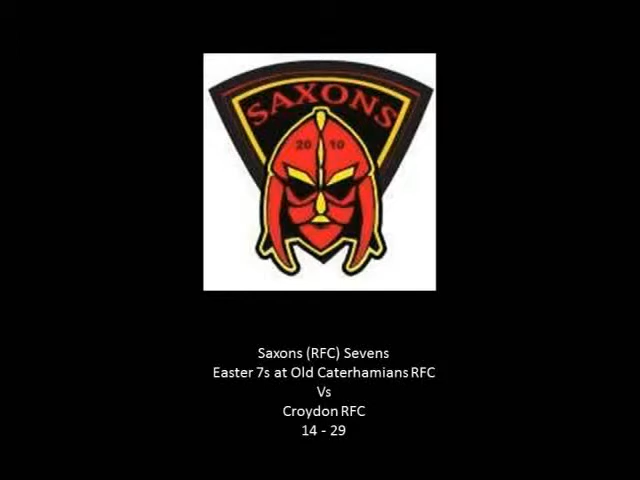 SAXONS
20 10
Saxons (RFC) Sevens
Easter 7s at Old Caterhamians RFC
Vs
Croydon RFC
14 - 29